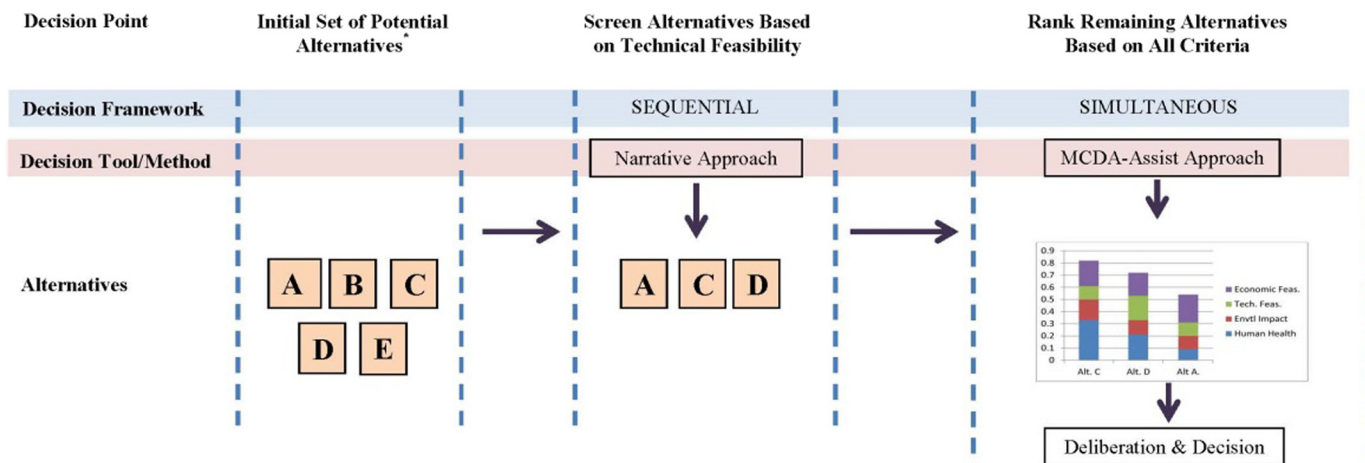 Decision Point
Initial Set of Potential
Alternatives*
Screen Alternatives Based
on Technical Feasibility
Rank Remaining Alternatives
Based on All Criteria
Decision Framework
SEQUENTIAL
SIMULTANEOUS
Decision Tool/Method
Narrative Approach
MCDA-Assist Approach
Alternatives
A B C
D E
A C D
0.9
0.8
0.7
0.6
0.5
0.4
0.3
0.2
0.1
0
Alt. C Alt. D Alt A.
Economic Feas.
Tech. Feas.
Envtl Impact
Human Health
Deliberation & Decision